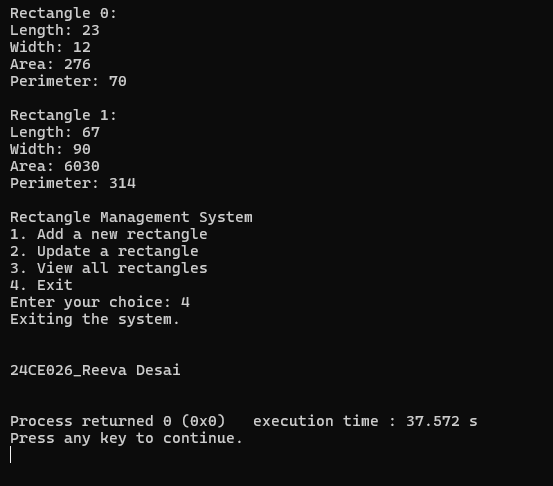 Rectangle 0:
Length: 23
Width: 12
Area: 276
Perimeter: 70
Rectangle 1:
Length: 67
Width: 90
Area: 6030
Perimeter: 314
Rectangle Management System
1. Add a new rectangle
2. Update a rectangle
3. View all rectangles
4. Exit
Enter your choice: 4
Exiting the system.
24CE026_Reeva Desai
Process returned 0 (0x0)   execution time : 37.572 s
Press any key to continue.